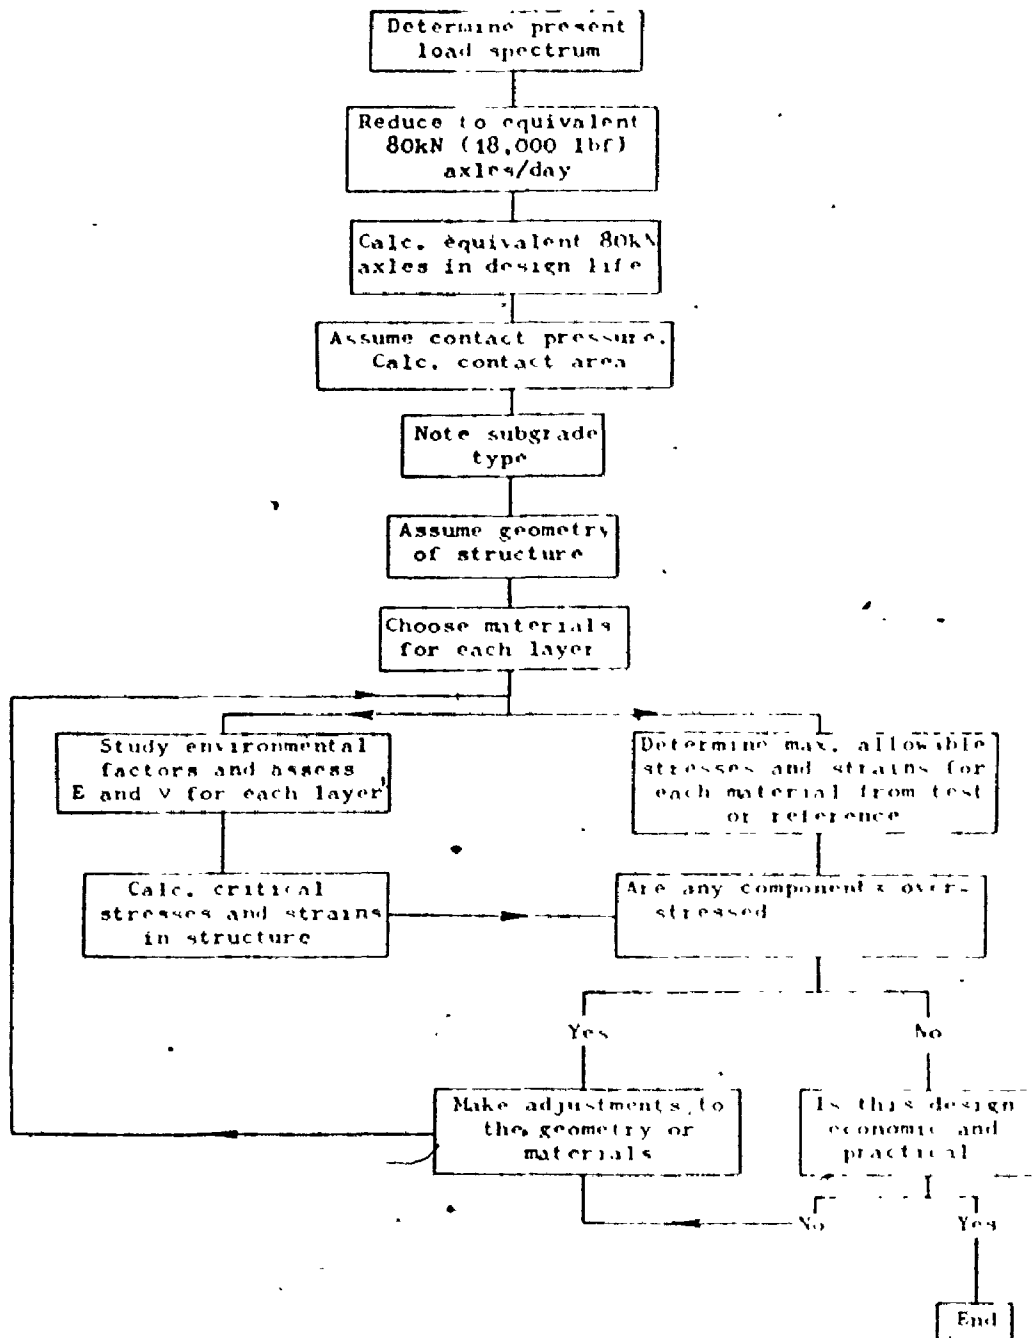 Determine present
load spectrum
Reduce to equivalent
80kN (18,000 lbf)
axles/day
Calc. equivalent 80kN
axles in design life
Assume contact pressure.
Calc. contact area
Note subgrade
type
Assume geometry
of structure
Choose materials
for each layer
Study environmental
factors and assess
E and ν for each layer
Determine max. allowable
stresses and strains for
each material from test
or reference
Calc. critical
stresses and strains
in structure
Are any components over-
stressed
Yes
No
Make adjustments to
the geometry or
materials
Is this design
economic and
practical
No
Yes
End